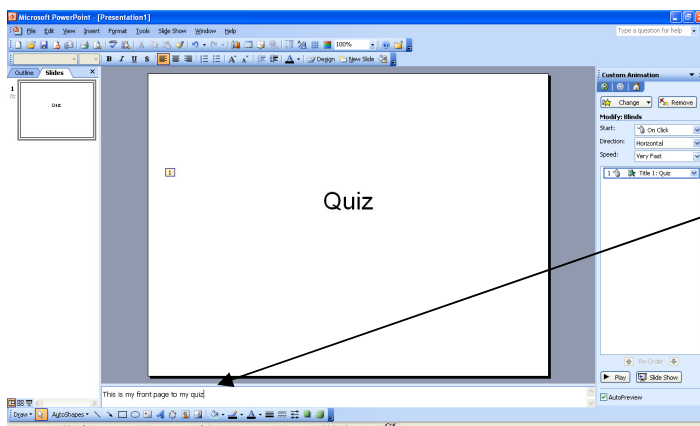 Microsoft PowerPoint - [Presentation1]
File Edit View Insert Format Tools Slide Show Window Help
Type a question for help
100%
B I U S Design New Slide
Outline Slides
Custom Animation
Change Remove
Modify: Blinds
Start: On Click
Direction: Horizontal
Speed: Very Fast
1 Title 1: Quiz
1
Quiz
1
Quiz
Re-Order
Play Slide Show
AutoPreview
This is my front page to my quiz
Draw AutoShapes